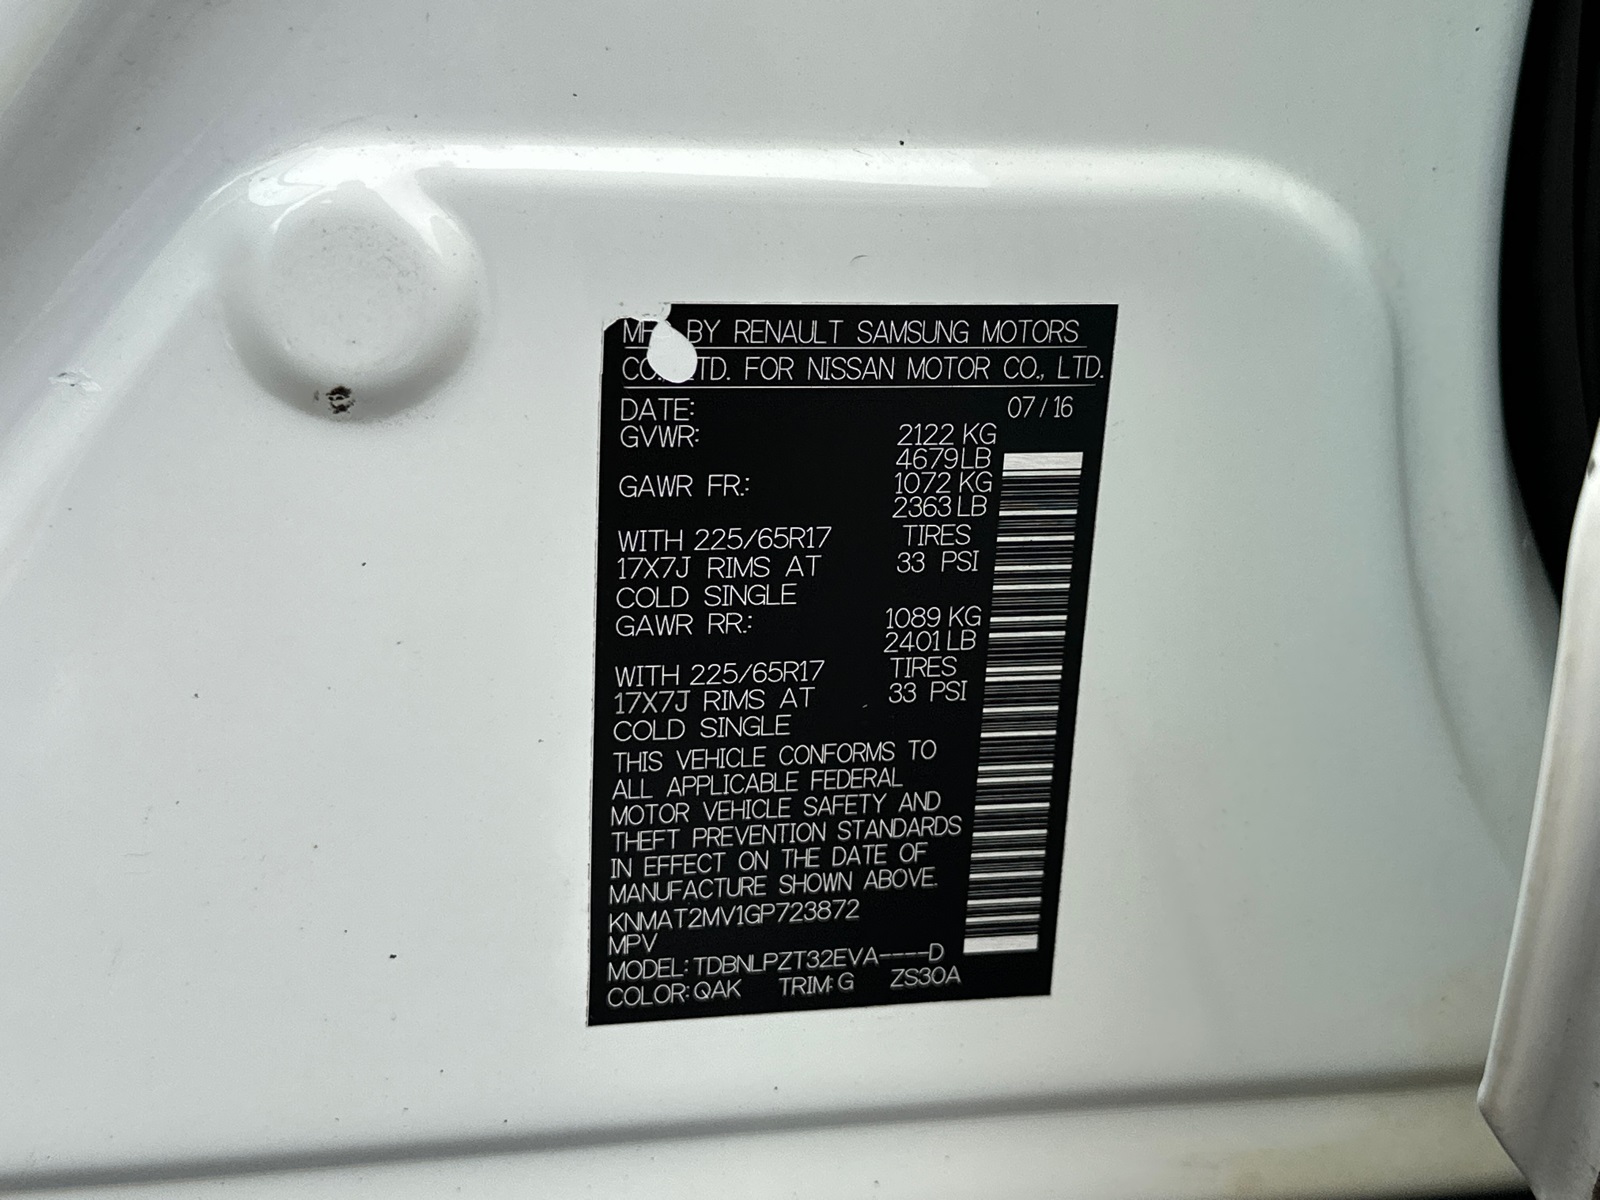 BY RENAULT SAMSUNG MOTORS
FOR NISSAN MOTOR CO., LTD.
DATE: 07/16
GVWR: 2122 KG
4679 LB
GAWR FR.: 1072 KG
2363 LB
WITH 225/65R17 TIRES
17X7J RIMS AT 33 PSI
COLD SINGLE
GAWR RR.: 1089 KG
2401 LB
WITH 225/65R17 TIRES
17X7J RIMS AT 33 PSI
COLD SINGLE
THIS VEHICLE CONFORMS TO
ALL APPLICABLE FEDERAL
MOTOR VEHICLE SAFETY AND
THEFT PREVENTION STANDARDS
IN EFFECT ON THE DATE OF
MANUFACTURE SHOWN ABOVE.
KNMAT2MV1GP723872
MPV
MODEL: TDBNLPZT32EVA----D
COLOR: QAK TRIM: G ZS30A